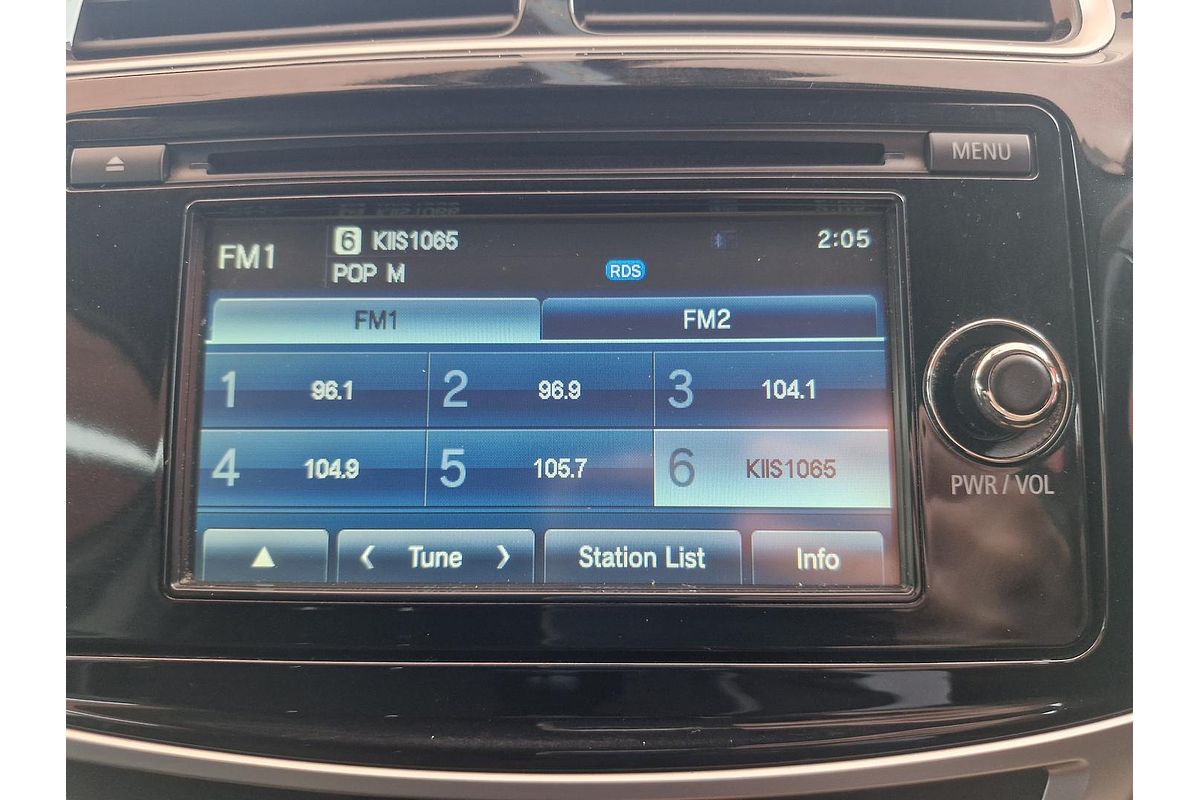 MENU
FM1 6 KIIS1065 2:05
POP M RDS
FM1 FM2
1 96.1 2 96.9 3 104.1
4 104.9 5 105.7 6 KIIS1065
PWR / VOL
< Tune > Station List Info